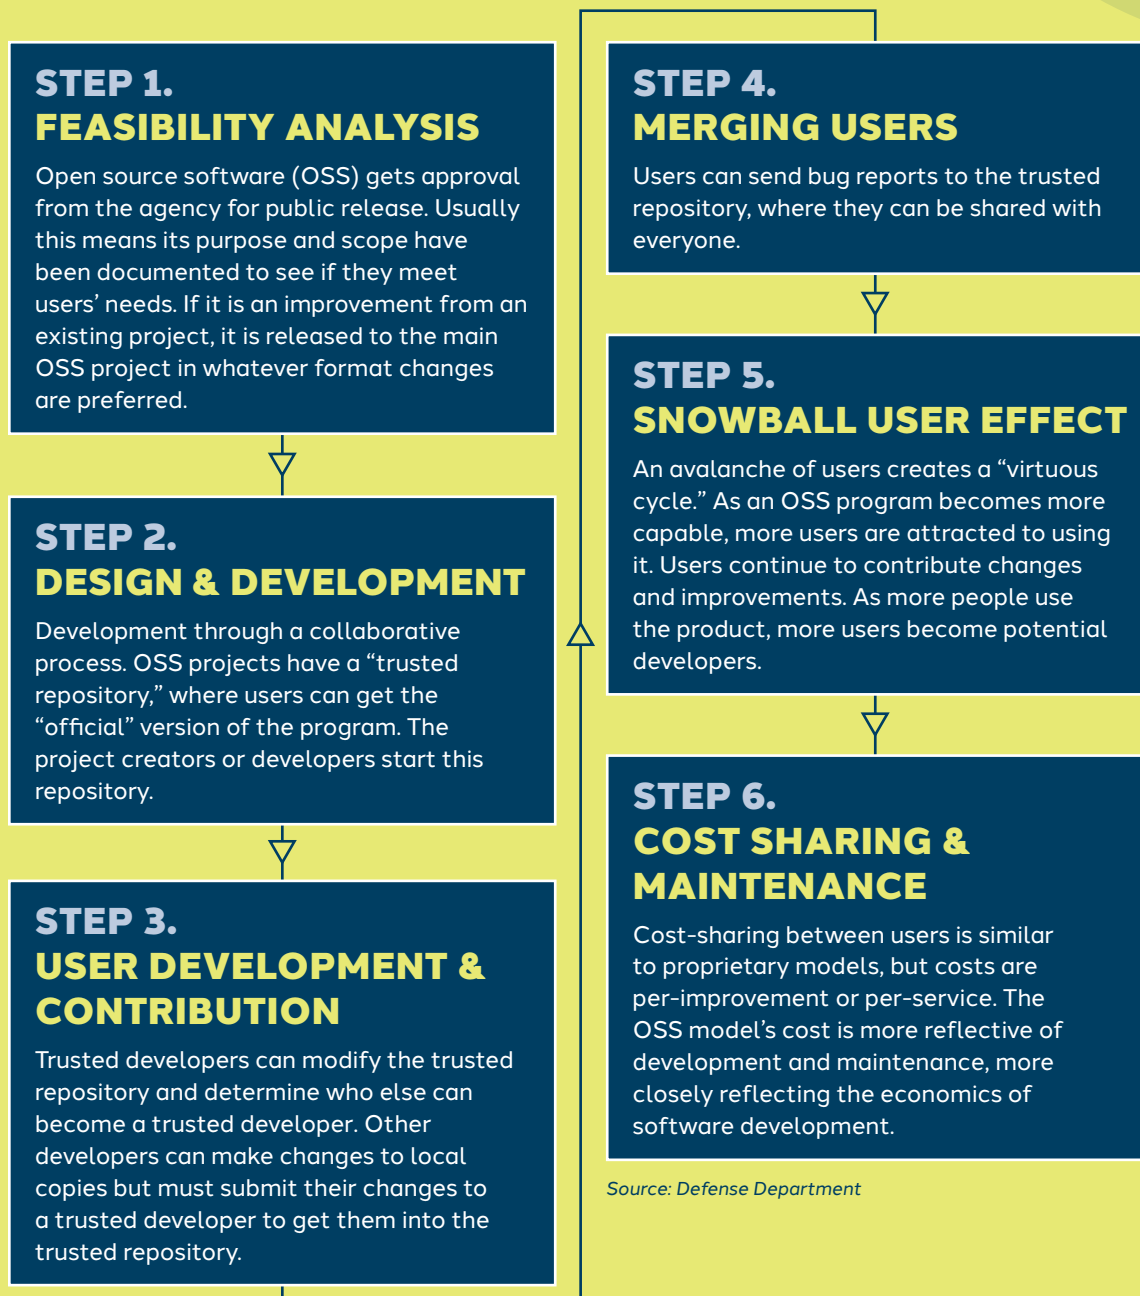 STEP 1.
FEASIBILITY ANALYSIS
Open source software (OSS) gets approval
from the agency for public release. Usually
this means its purpose and scope have
been documented to see if they meet
users’ needs. If it is an improvement from an
existing project, it is released to the main
OSS project in whatever format changes
are preferred.
STEP 2.
DESIGN & DEVELOPMENT
Development through a collaborative
process. OSS projects have a “trusted
repository,” where users can get the
“official” version of the program. The
project creators or developers start this
repository.
STEP 3.
USER DEVELOPMENT &
CONTRIBUTION
Trusted developers can modify the trusted
repository and determine who else can
become a trusted developer. Other
developers can make changes to local
copies but must submit their changes to
a trusted developer to get them into the
trusted repository.
STEP 4.
MERGING USERS
Users can send bug reports to the trusted
repository, where they can be shared with
everyone.
STEP 5.
SNOWBALL USER EFFECT
An avalanche of users creates a “virtuous
cycle.” As an OSS program becomes more
capable, more users are attracted to using
it. Users continue to contribute changes
and improvements. As more people use
the product, more users become potential
developers.
STEP 6.
COST SHARING &
MAINTENANCE
Cost-sharing between users is similar
to proprietary models, but costs are
per-improvement or per-service. The
OSS model’s cost is more reflective of
development and maintenance, more
closely reflecting the economics of
software development.
Source: Defense Department